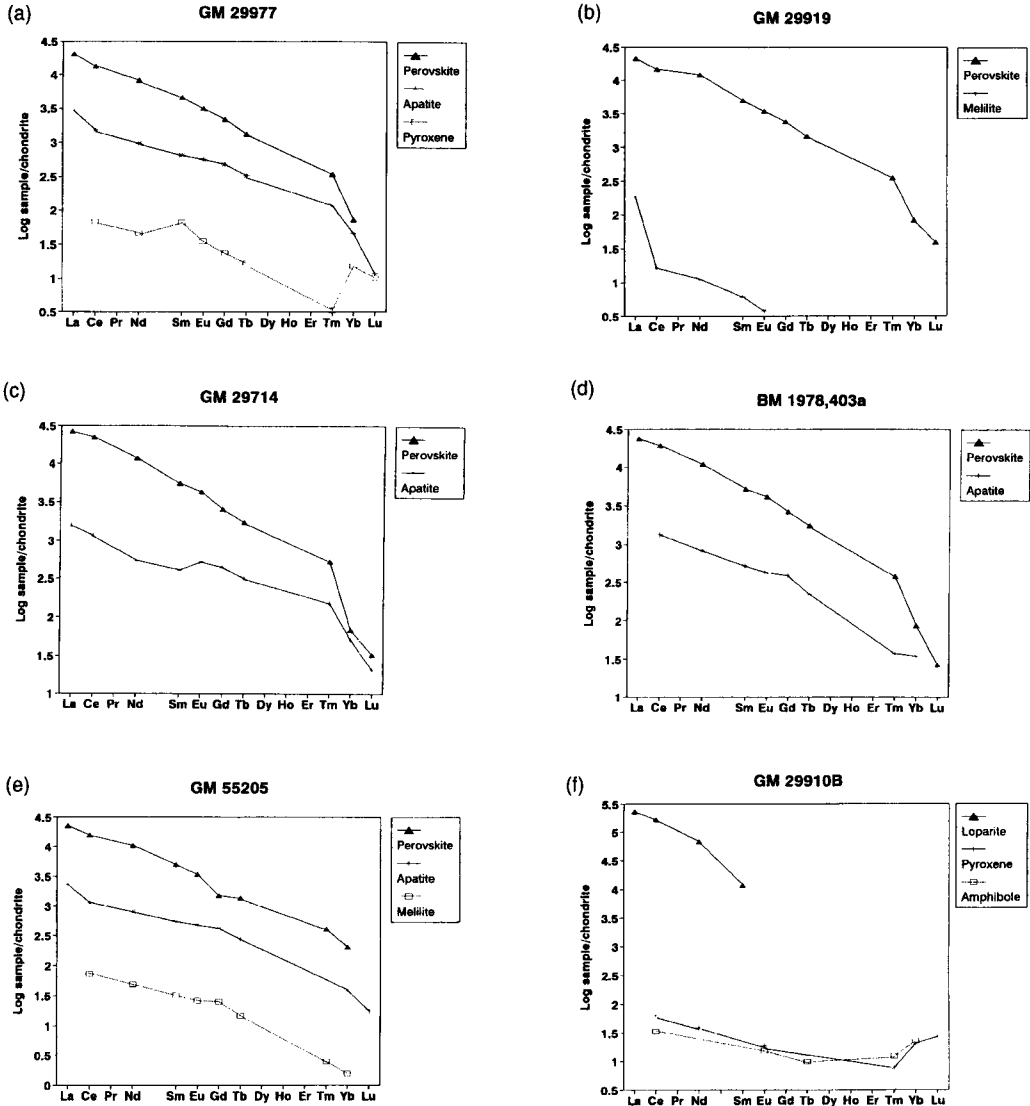 (a)
GM 29977
Log sample/chondrite
4.5
4
3.5
3
2.5
2
1.5
1
0.5
La Ce Pr Nd Sm Eu Gd Tb Dy Ho Er Tm Yb Lu
Perovskite
Apatite
Pyroxene
(b)
GM 29919
Log sample/chondrite
4.5
4
3.5
3
2.5
2
1.5
1
0.5
La Ce Pr Nd Sm Eu Gd Tb Dy Ho Er Tm Yb Lu
Perovskite
Melilite
(c)
GM 29714
Log sample/chondrite
4.5
4
3.5
3
2.5
2
1.5
1
La Ce Pr Nd Sm Eu Gd Tb Dy Ho Er Tm Yb Lu
Perovskite
Apatite
(d)
BM 1978,403a
Log sample/chondrite
4.5
4
3.5
3
2.5
2
1.5
1
La Ce Pr Nd Sm Eu Gd Tb Dy Ho Er Tm Yb Lu
Perovskite
Apatite
(e)
GM 55205
Log sample/chondrite
4.5
4
3.5
3
2.5
2
1.5
1
0.5
0
La Ce Pr Nd Sm Eu Gd Tb Dy Ho Er Tm Yb Lu
Perovskite
Apatite
Melilite
(f)
GM 29910B
Log sample/chondrite
5.5
5
4.5
4
3.5
3
2.5
2
1.5
1
0.5
La Ce Pr Nd Sm Eu Gd Tb Dy Ho Er Tm Yb Lu
Loparite
Pyroxene
Amphibole